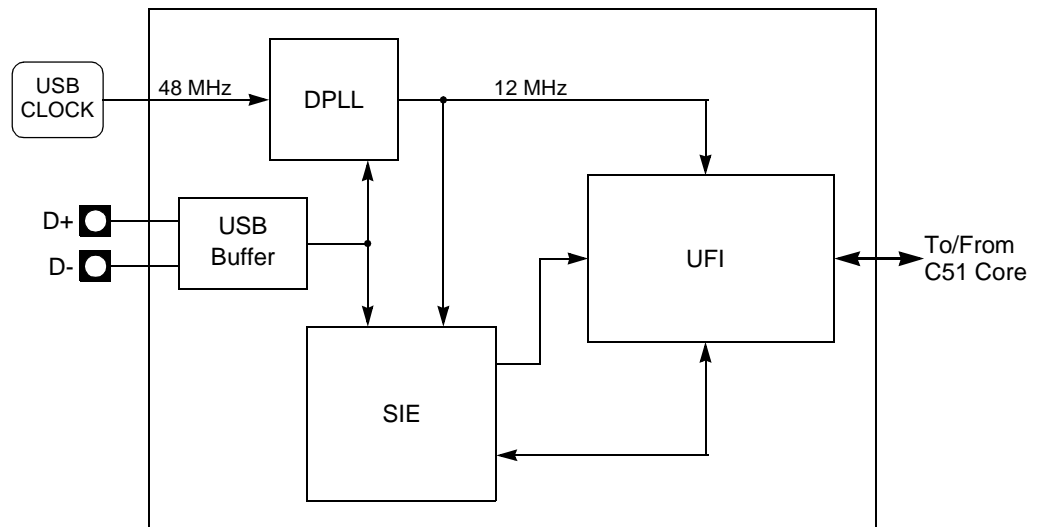 USB
CLOCK
48 MHz
DPLL
12 MHz
D+
D-
USB
Buffer
UFI
To/From
C51 Core
SIE